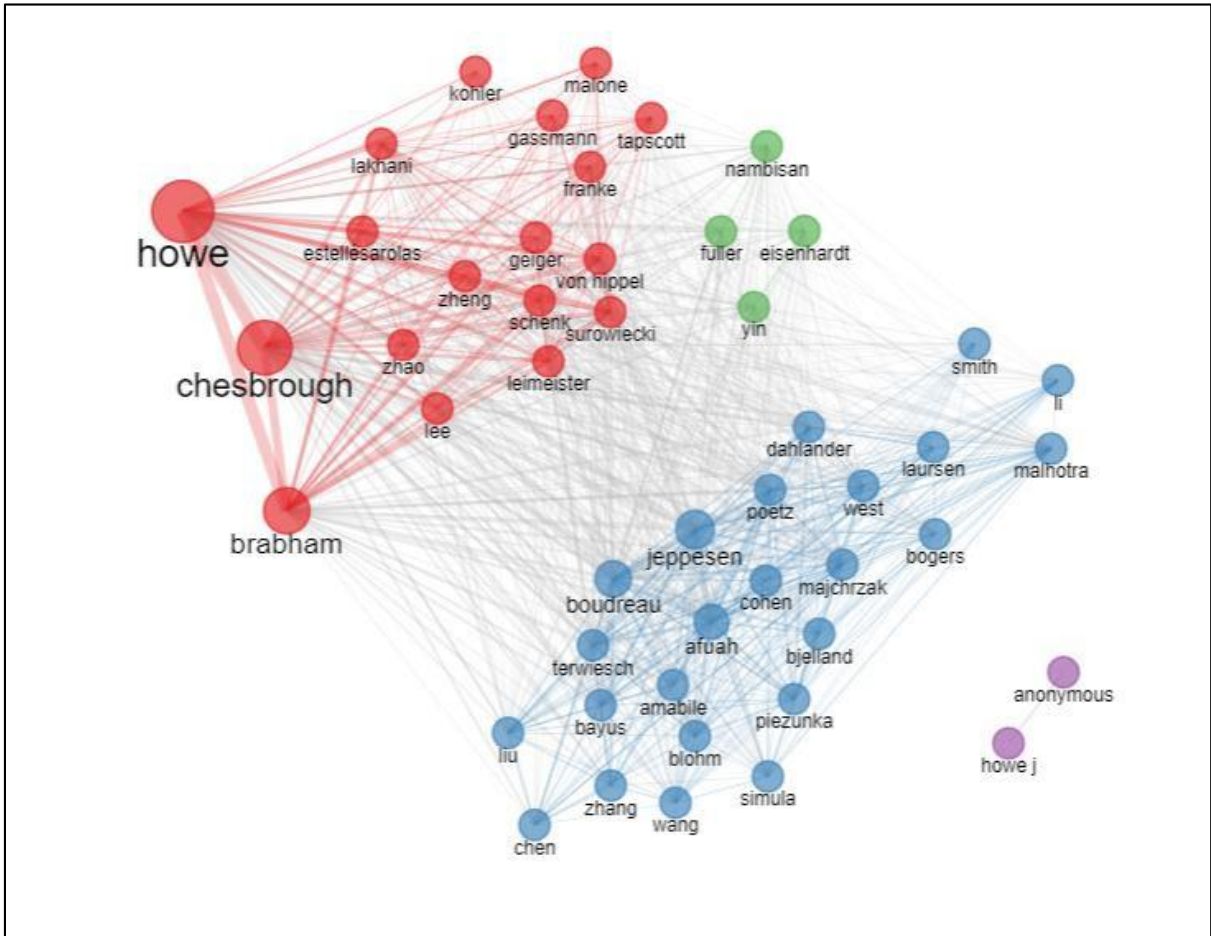 kohler
malone
gassmann
tapscott
lakhani
nambisan
franke
howe
estellesarolas
geiger
fuller
eisenhardt
von hippel
zheng
schenk
surowiecki
yin
zhao
smith
chesbrough
leimeister
li
lee
dahlander
laursen
malhotra
poetz
west
brabham
jeppesen
bogers
majchrzak
boudreau
cohen
afuah
bjelland
terwiesch
anonymous
amabile
piezunka
bayus
liu
blohm
howe j
simula
zhang
wang
chen